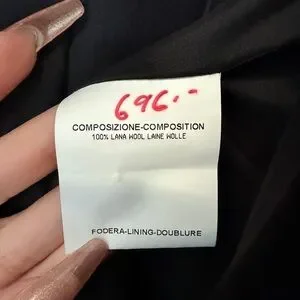 696.-
COMPOSIZIONE-COMPOSITION
100% LANA WOOL LAINE WOLLE
FODERA-LINING-DOUBLURE